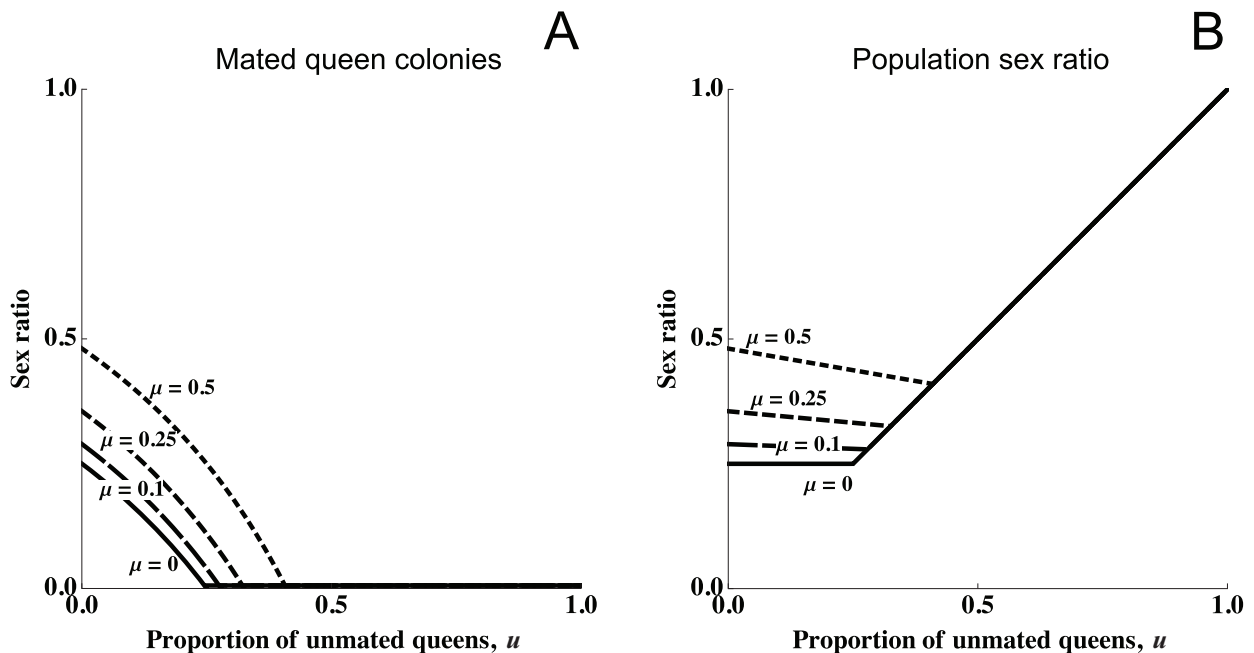 A
Mated queen colonies
1.0
Sex ratio
0.5
μ = 0.5
μ = 0.25
μ = 0.1
μ = 0
0.0
0.0
0.5
1.0
Proportion of unmated queens, u
B
Population sex ratio
1.0
Sex ratio
0.5
μ = 0.5
μ = 0.25
μ = 0.1
μ = 0
0.0
0.0
0.5
1.0
Proportion of unmated queens, u